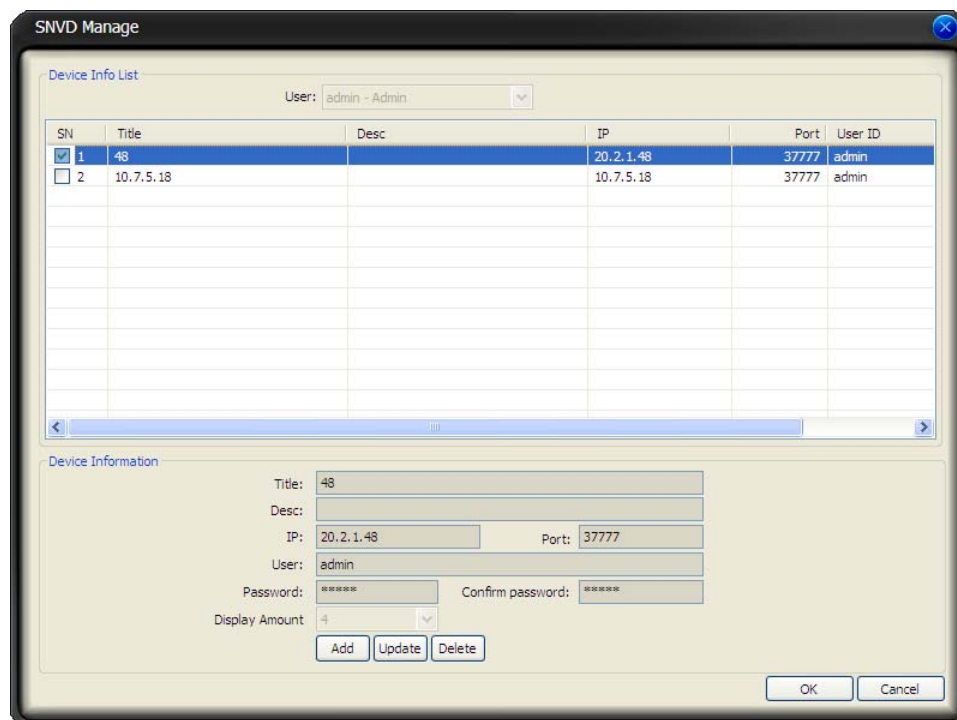 SNVD Manage
Device Info List
User: admin - Admin
SN Title Desc IP Port User ID
1 48 20.2.1.48 37777 admin
2 10.7.5.18 10.7.5.18 37777 admin
Device Information
Title: 48
Desc:
IP: 20.2.1.48 Port: 37777
User: admin
Password: ***** Confirm password: *****
Display Amount 4
Add Update Delete
OK Cancel